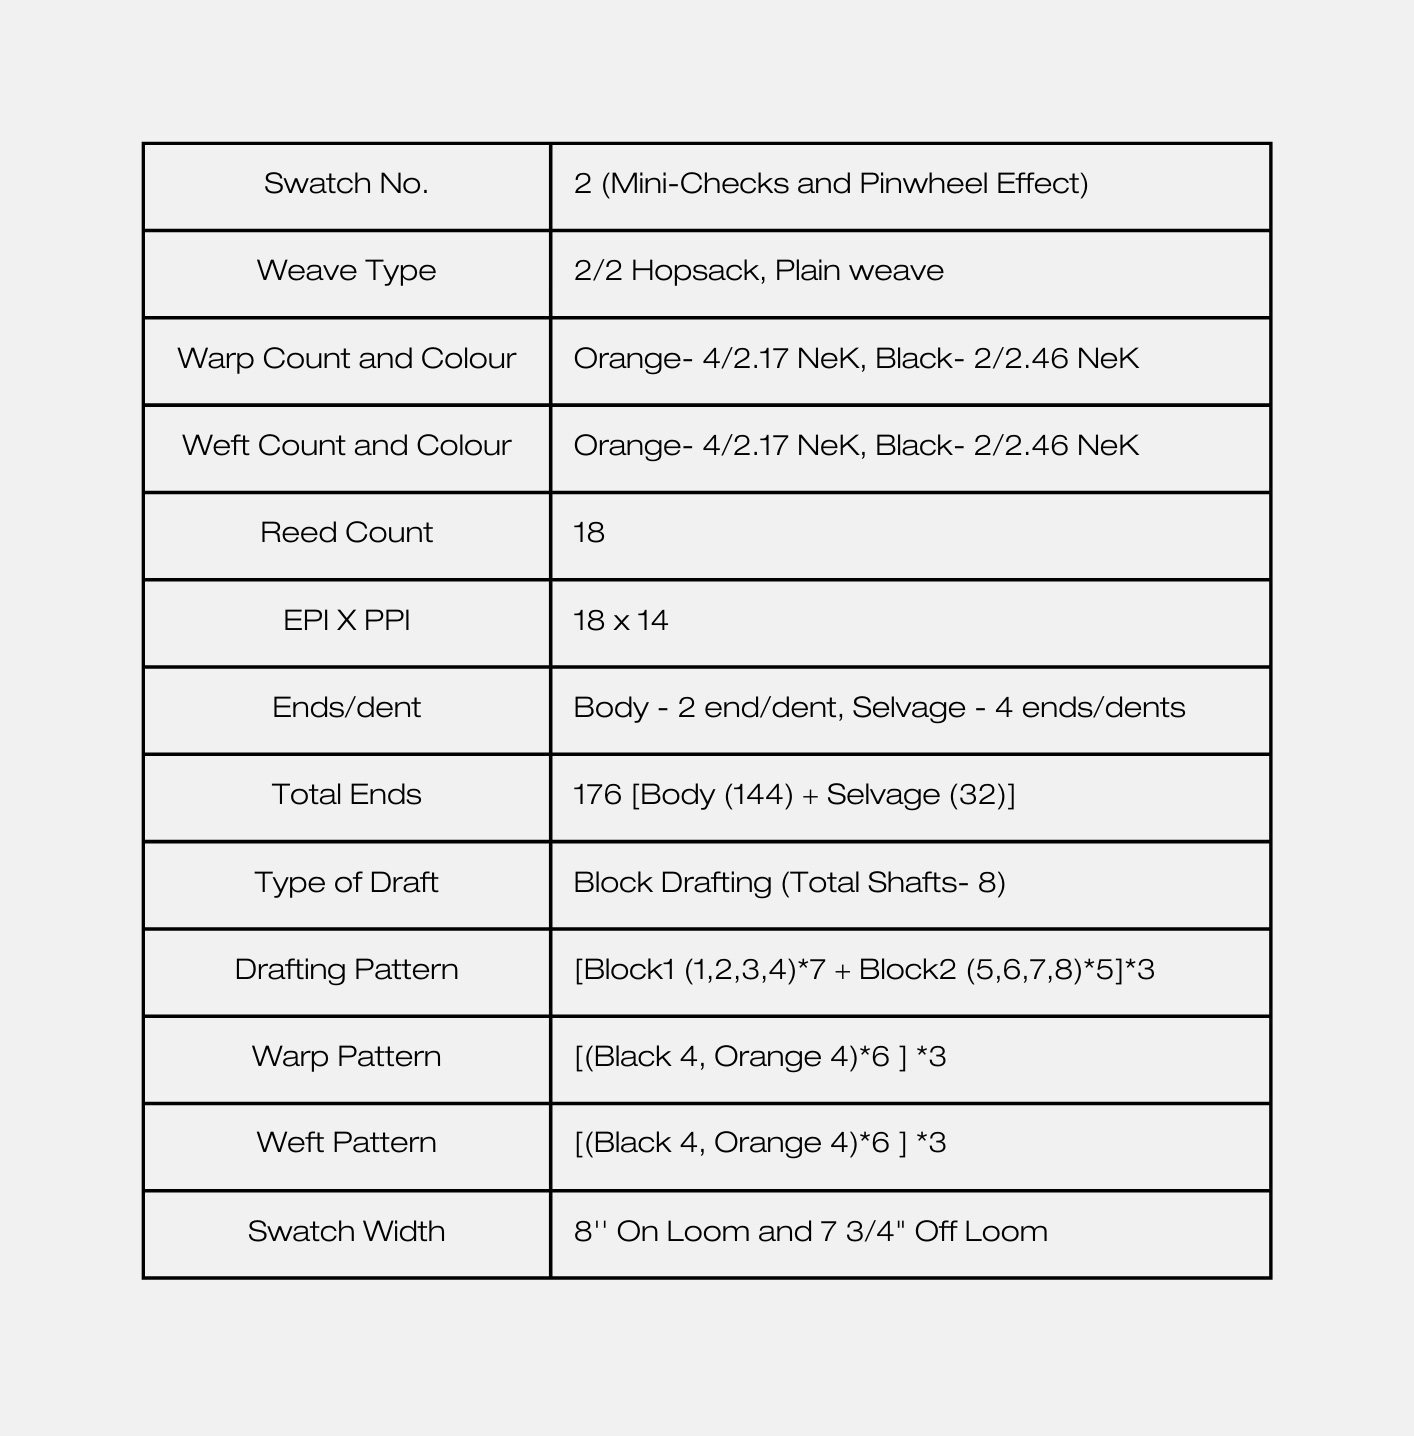 Swatch No. 2 (Mini-Checks and Pinwheel Effect)
Weave Type 2/2 Hopsack, Plain weave
Warp Count and Colour Orange- 4/2.17 NeK, Black- 2/2.46 NeK
Weft Count and Colour Orange- 4/2.17 NeK, Black- 2/2.46 NeK
Reed Count 18
EPI X PPI 18 x 14
Ends/dent Body - 2 end/dent, Selvage - 4 ends/dents
Total Ends 176 [Body (144) + Selvage (32)]
Type of Draft Block Drafting (Total Shafts- 8)
Drafting Pattern [Block1 (1,2,3,4)*7 + Block2 (5,6,7,8)*5]*3
Warp Pattern [(Black 4, Orange 4)*6 ] *3
Weft Pattern [(Black 4, Orange 4)*6 ] *3
Swatch Width 8'' On Loom and 7 3/4" Off Loom